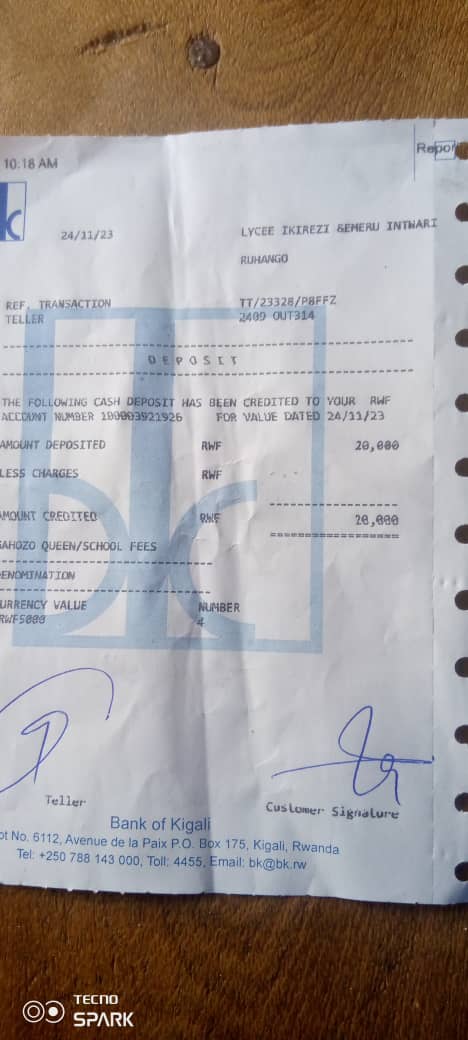 Repor
10:18 AM
24/11/23
LYCEE IKIREZI &EMERU INTWARI
RUHANGO
REF. TRANSACTION TT/23328/P8FFZ
TELLER 2409 OUT314
DEPOSIT
THE FOLLOWING CASH DEPOSIT HAS BEEN CREDITED TO YOUR RWF
ACCOUNT NUMBER 100003921926 FOR VALUE DATED 24/11/23
AMOUNT DEPOSITED RWF 20,000
LESS CHARGES RWF
AMOUNT CREDITED RWF 20,000
GAHOZO QUEEN/SCHOOL FEES
DENOMINATION
CURRENCY VALUE NUMBER
RWF5000 4
Teller
Customer Signature
Bank of Kigali
ot No. 6112, Avenue de la Paix P.O. Box 175, Kigali, Rwanda
Tel: +250 788 143 000, Toll: 4455, Email: bk@bk.rw
TECNO
SPARK